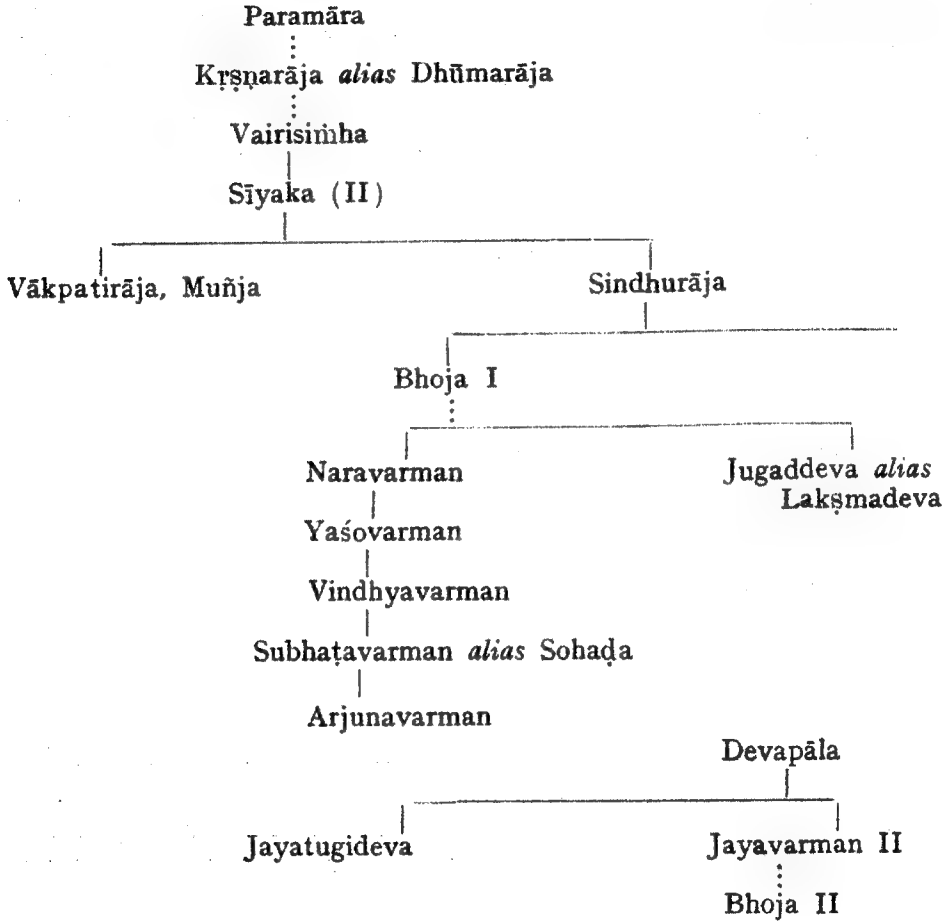 Paramāra
Kṛṣṇarāja alias Dhūmarāja
Vairisiṁha
Sīyaka (II)
Vākpatirāja, Muñja
Sindhurāja
Bhoja I
Naravarman
Jugaddeva alias
Lakṣmadeva
Yaśovarman
Vindhyavarman
Subhaṭavarman alias Sohaḍa
Arjunavarman
Devapāla
Jayatugideva
Jayavarman II
Bhoja II